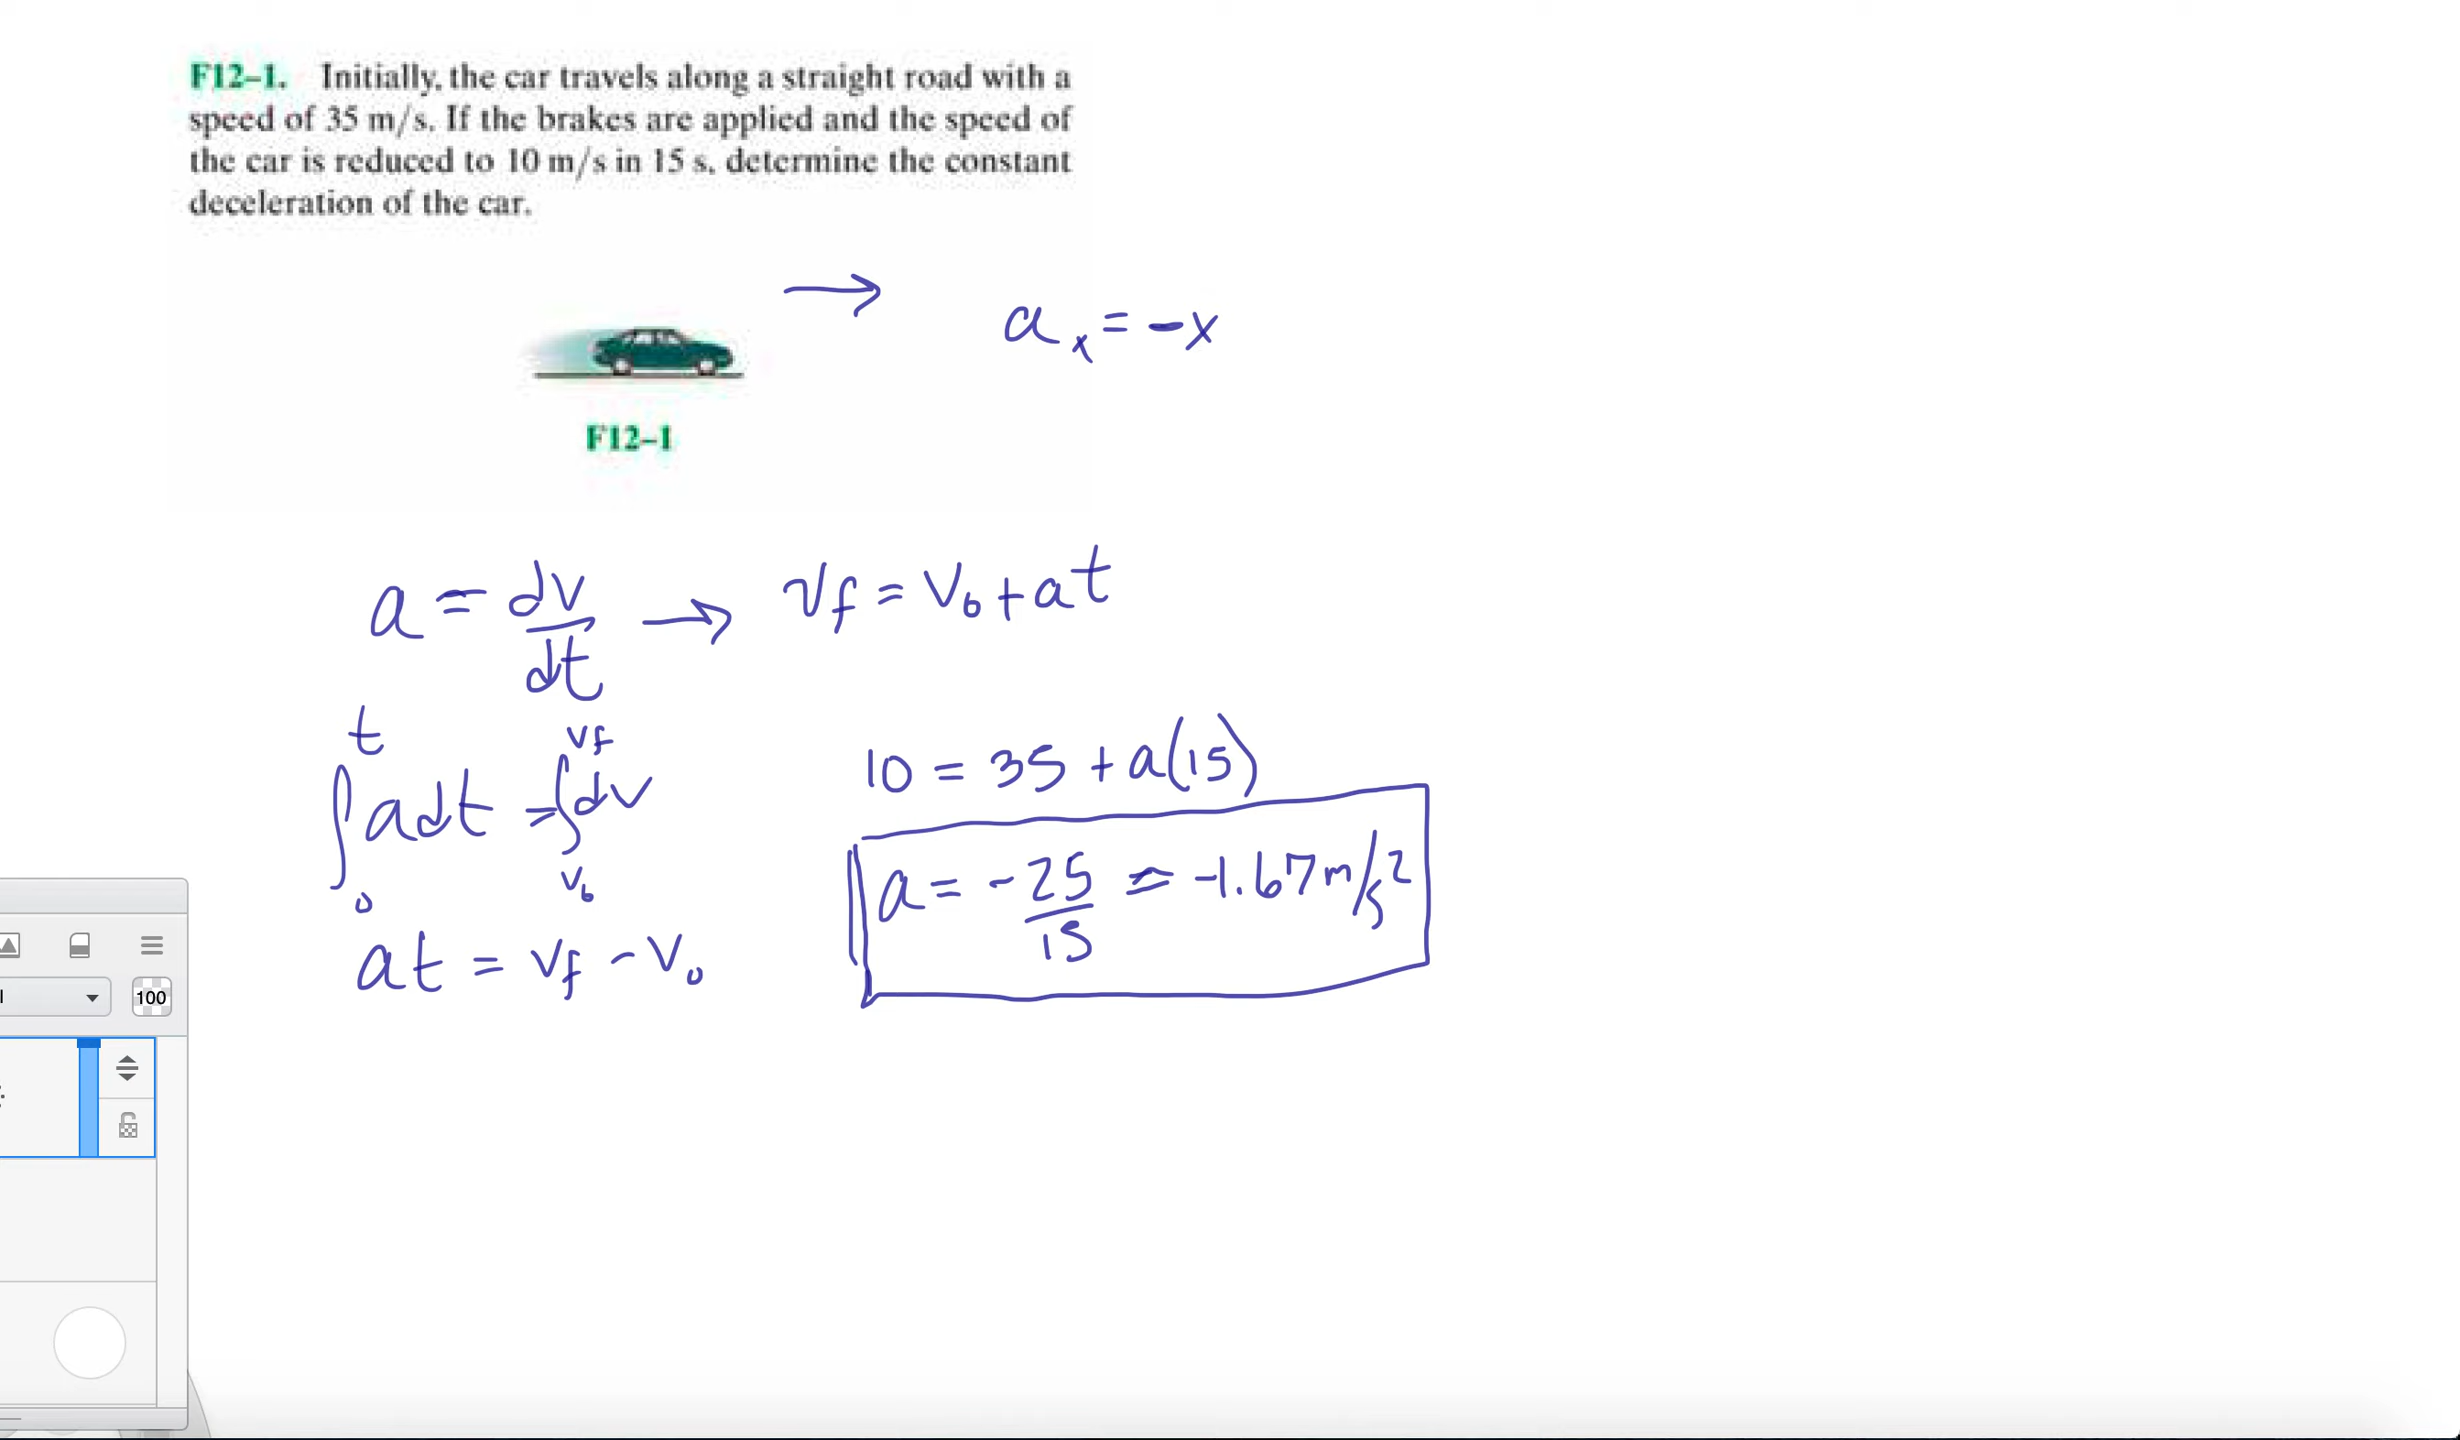 F12–1. Initially, the car travels along a straight road with a
speed of 35 m/s. If the brakes are applied and the speed of
the car is reduced to 10 m/s in 15 s, determine the constant
deceleration of the car.
→
a_x = -x
F12–1
a = dv/dt → v_f = v_0 + at
∫_0^t adt = ∫_{v_0}^{v_f} dv
10 = 35 + a(15)
a = -25/15 = -1.67 m/s²
at = v_f - v_0
100